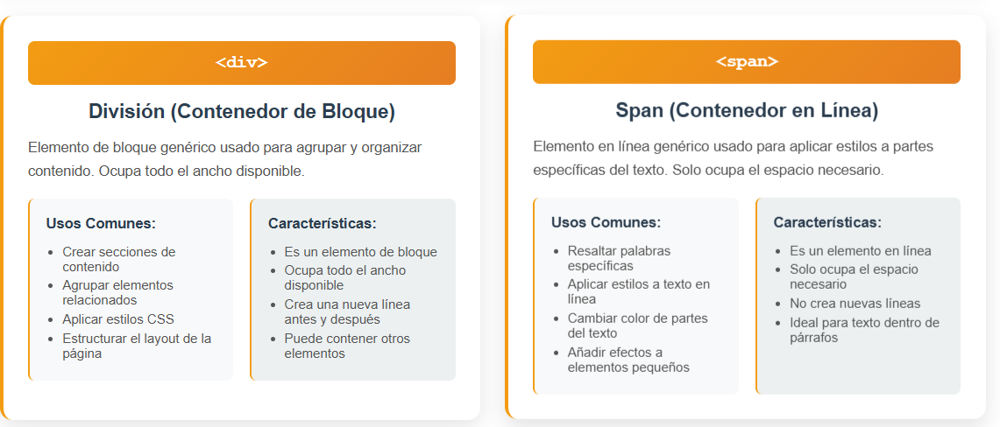 <div>
División (Contenedor de Bloque)
Elemento de bloque genérico usado para agrupar y organizar
contenido. Ocupa todo el ancho disponible.
Usos Comunes:
Crear secciones de
contenido
Agrupar elementos
relacionados
Aplicar estilos CSS
Estructurar el layout de la
página
Características:
Es un elemento de bloque
Ocupa todo el ancho
disponible
Crea una nueva línea
antes y después
Puede contener otros
elementos
<span>
Span (Contenedor en Línea)
Elemento en línea genérico usado para aplicar estilos a partes
específicas del texto. Solo ocupa el espacio necesario.
Usos Comunes:
Resaltar palabras
específicas
Aplicar estilos a texto en
línea
Cambiar color de partes
del texto
Añadir efectos a
elementos pequeños
Características:
Es un elemento en línea
Solo ocupa el espacio
necesario
No crea nuevas líneas
Ideal para texto dentro de
párrafos